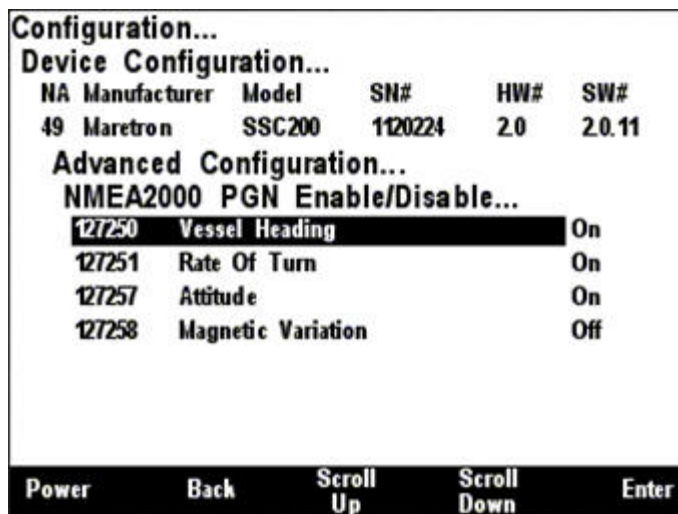 Configuration...
Device Configuration...
NA Manufacturer Model SN# HW# SW#
49 Maretron SSC200 1120224 2.0 2.0.11
Advanced Configuration...
NMEA2000 PGN Enable/Disable...
127250 Vessel Heading On
127251 Rate Of Turn On
127257 Attitude On
127258 Magnetic Variation Off
Power Back Scroll Up Scroll Down Enter